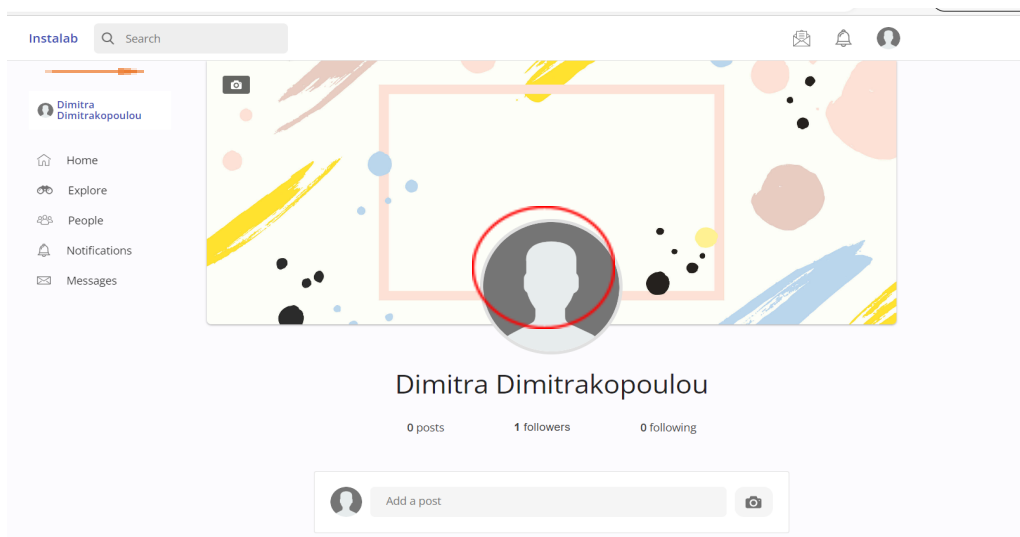 Instalab
Search
Dimitra
Dimitrakopoulou
Home
Explore
People
Notifications
Messages
Dimitra Dimitrakopoulou
0 posts 1 followers 0 following
Add a post